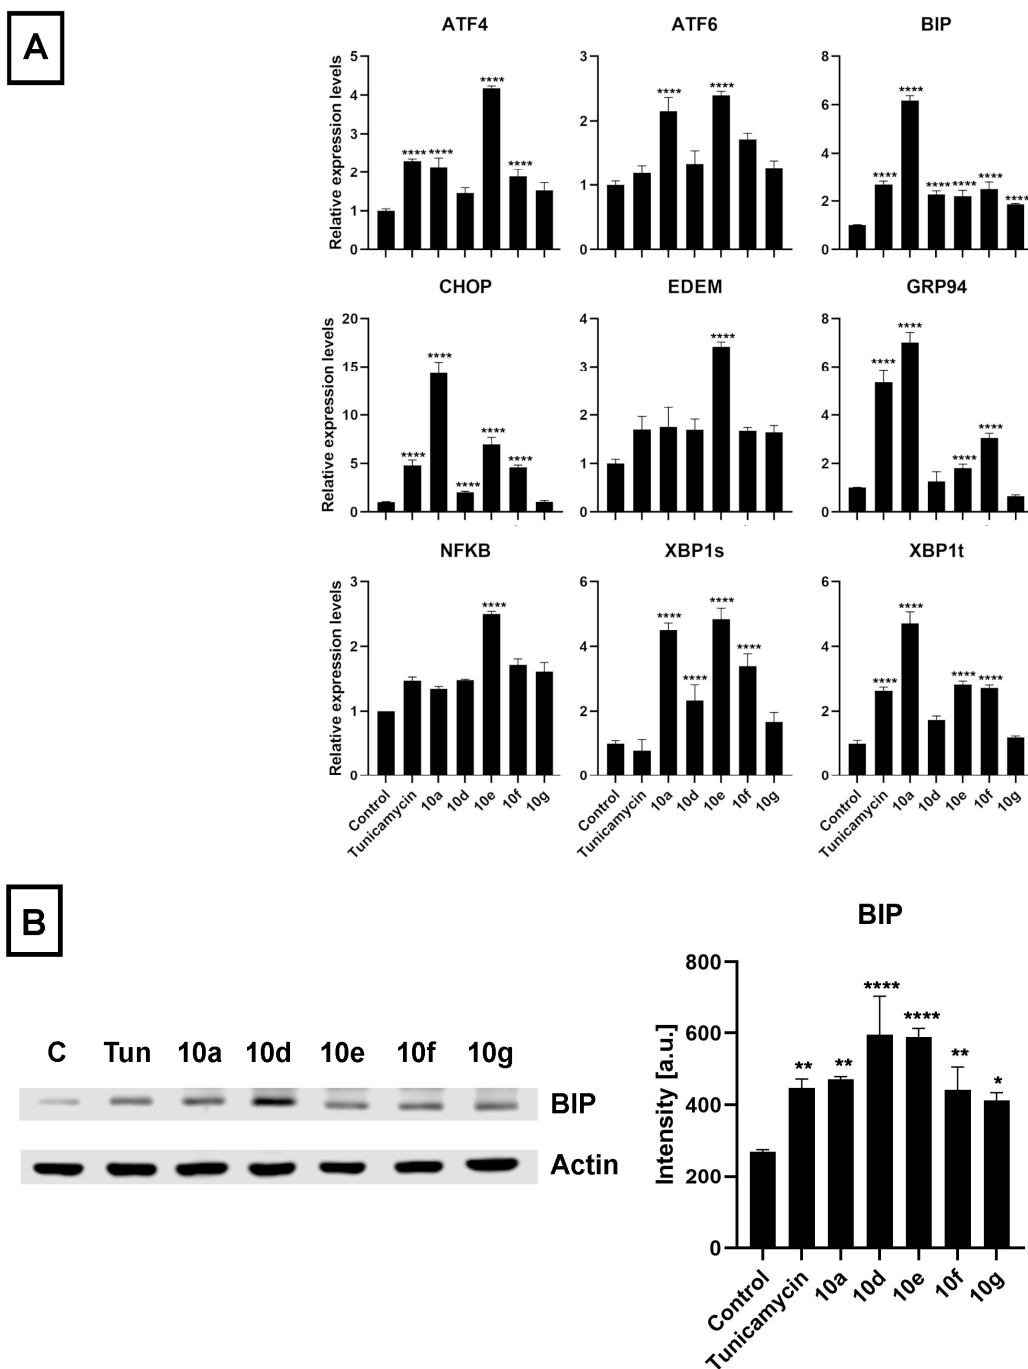 A
ATF4
ATF6
BIP
Relative expression levels
5
4
3
2
1
0
**** **** **** ****
3
2
1
0
**** ****
8
6
4
2
0
**** **** **** **** **** ****
CHOP
EDEM
GRP94
Relative expression levels
20
15
10
5
0
**** **** **** **** ****
4
3
2
1
0
****
8
6
4
2
0
**** **** **** ****
NFKB
XBP1s
XBP1t
Relative expression levels
3
2
1
0
****
6
4
2
0
**** **** **** ****
6
4
2
0
**** **** **** ****
Control
Tunicamycin
10a
10d
10e
10f
10g
Control
Tunicamycin
10a
10d
10e
10f
10g
Control
Tunicamycin
10a
10d
10e
10f
10g
B
C Tun 10a 10d 10e 10f 10g
BIP
Actin
BIP
Intensity [a.u.]
800
600
400
200
0
** ** **** **** ** *
Control
Tunicamycin
10a
10d
10e
10f
10g